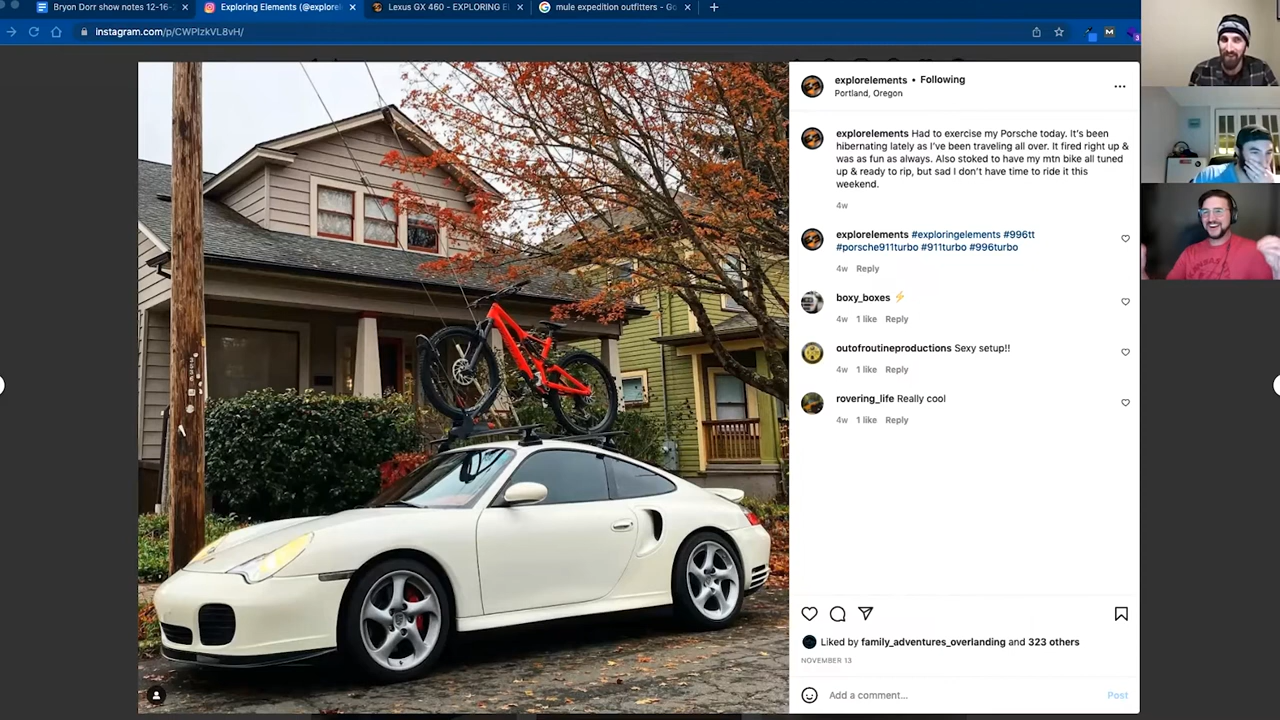 Bryon Dorr show notes 12-16-
Exploring Elements (@explorel
Lexus GX 460 - EXPLORING E
mule expedition outfitters - Go
instagram.com/p/CWPIzkVL8vH/
explorelements • Following
Portland, Oregon
explorelements Had to exercise my Porsche today. It's been
hibernating lately as I've been traveling all over. It fired right up &
was as fun as always. Also stoked to have my mtn bike all tuned
up & ready to rip, but sad I don't have time to ride it this
weekend.
4w
explorelements #exploringelements #996tt
#porsche911turbo #911turbo #996turbo
4w Reply
boxy_boxes ⚡
4w 1 like Reply
outofroutineproductions Sexy setup!!
4w 1 like Reply
rovering_life Really cool
4w 1 like Reply
Liked by family_adventures_overlanding and 323 others
NOVEMBER 13
Add a comment...
Post